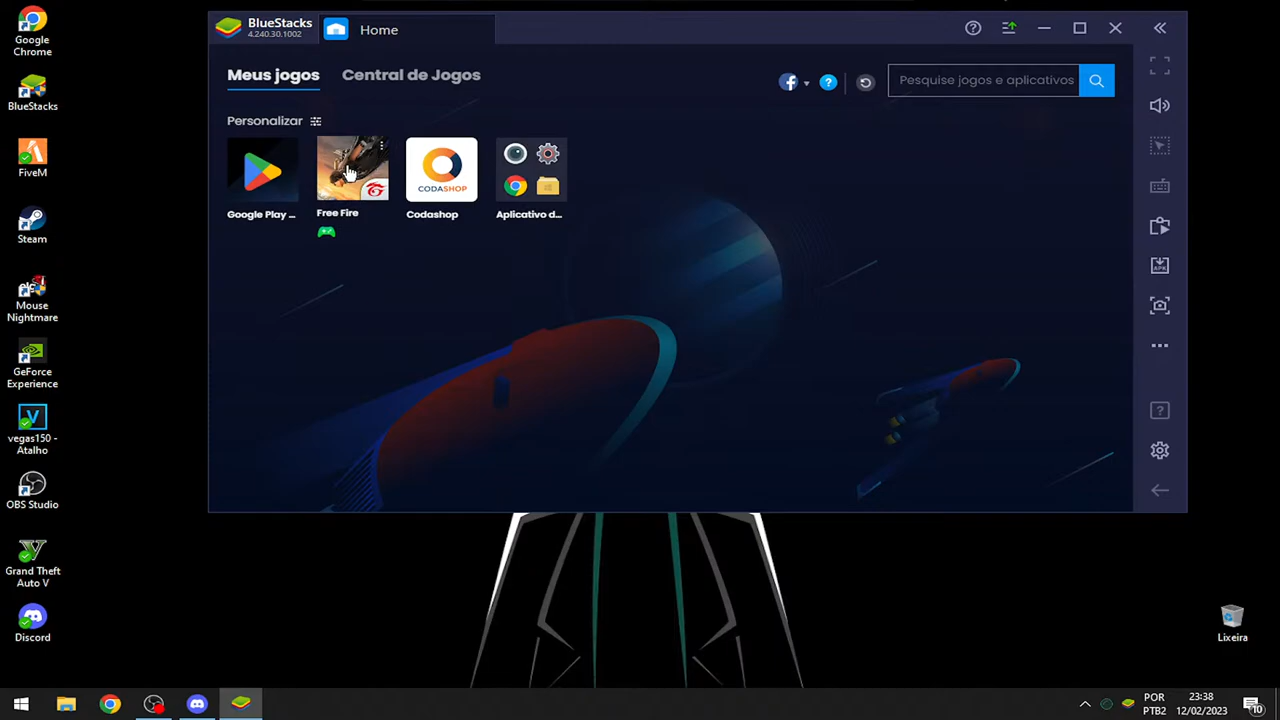 Google
Chrome
BlueStacks
FiveM
Steam
Mouse
Nightmare
GeForce
Experience
vegas150 -
Atalho
OBS Studio
Grand Theft
Auto V
Discord
BlueStacks
4.240.30.1002
Home
Meus jogos
Central de Jogos
Pesquise jogos e aplicativos
Personalizar
CODASHOP
Google Play ...
Free Fire
Codashop
Aplicativo d...
Lixeira
POR
PTB2
23:38
12/02/2023
10